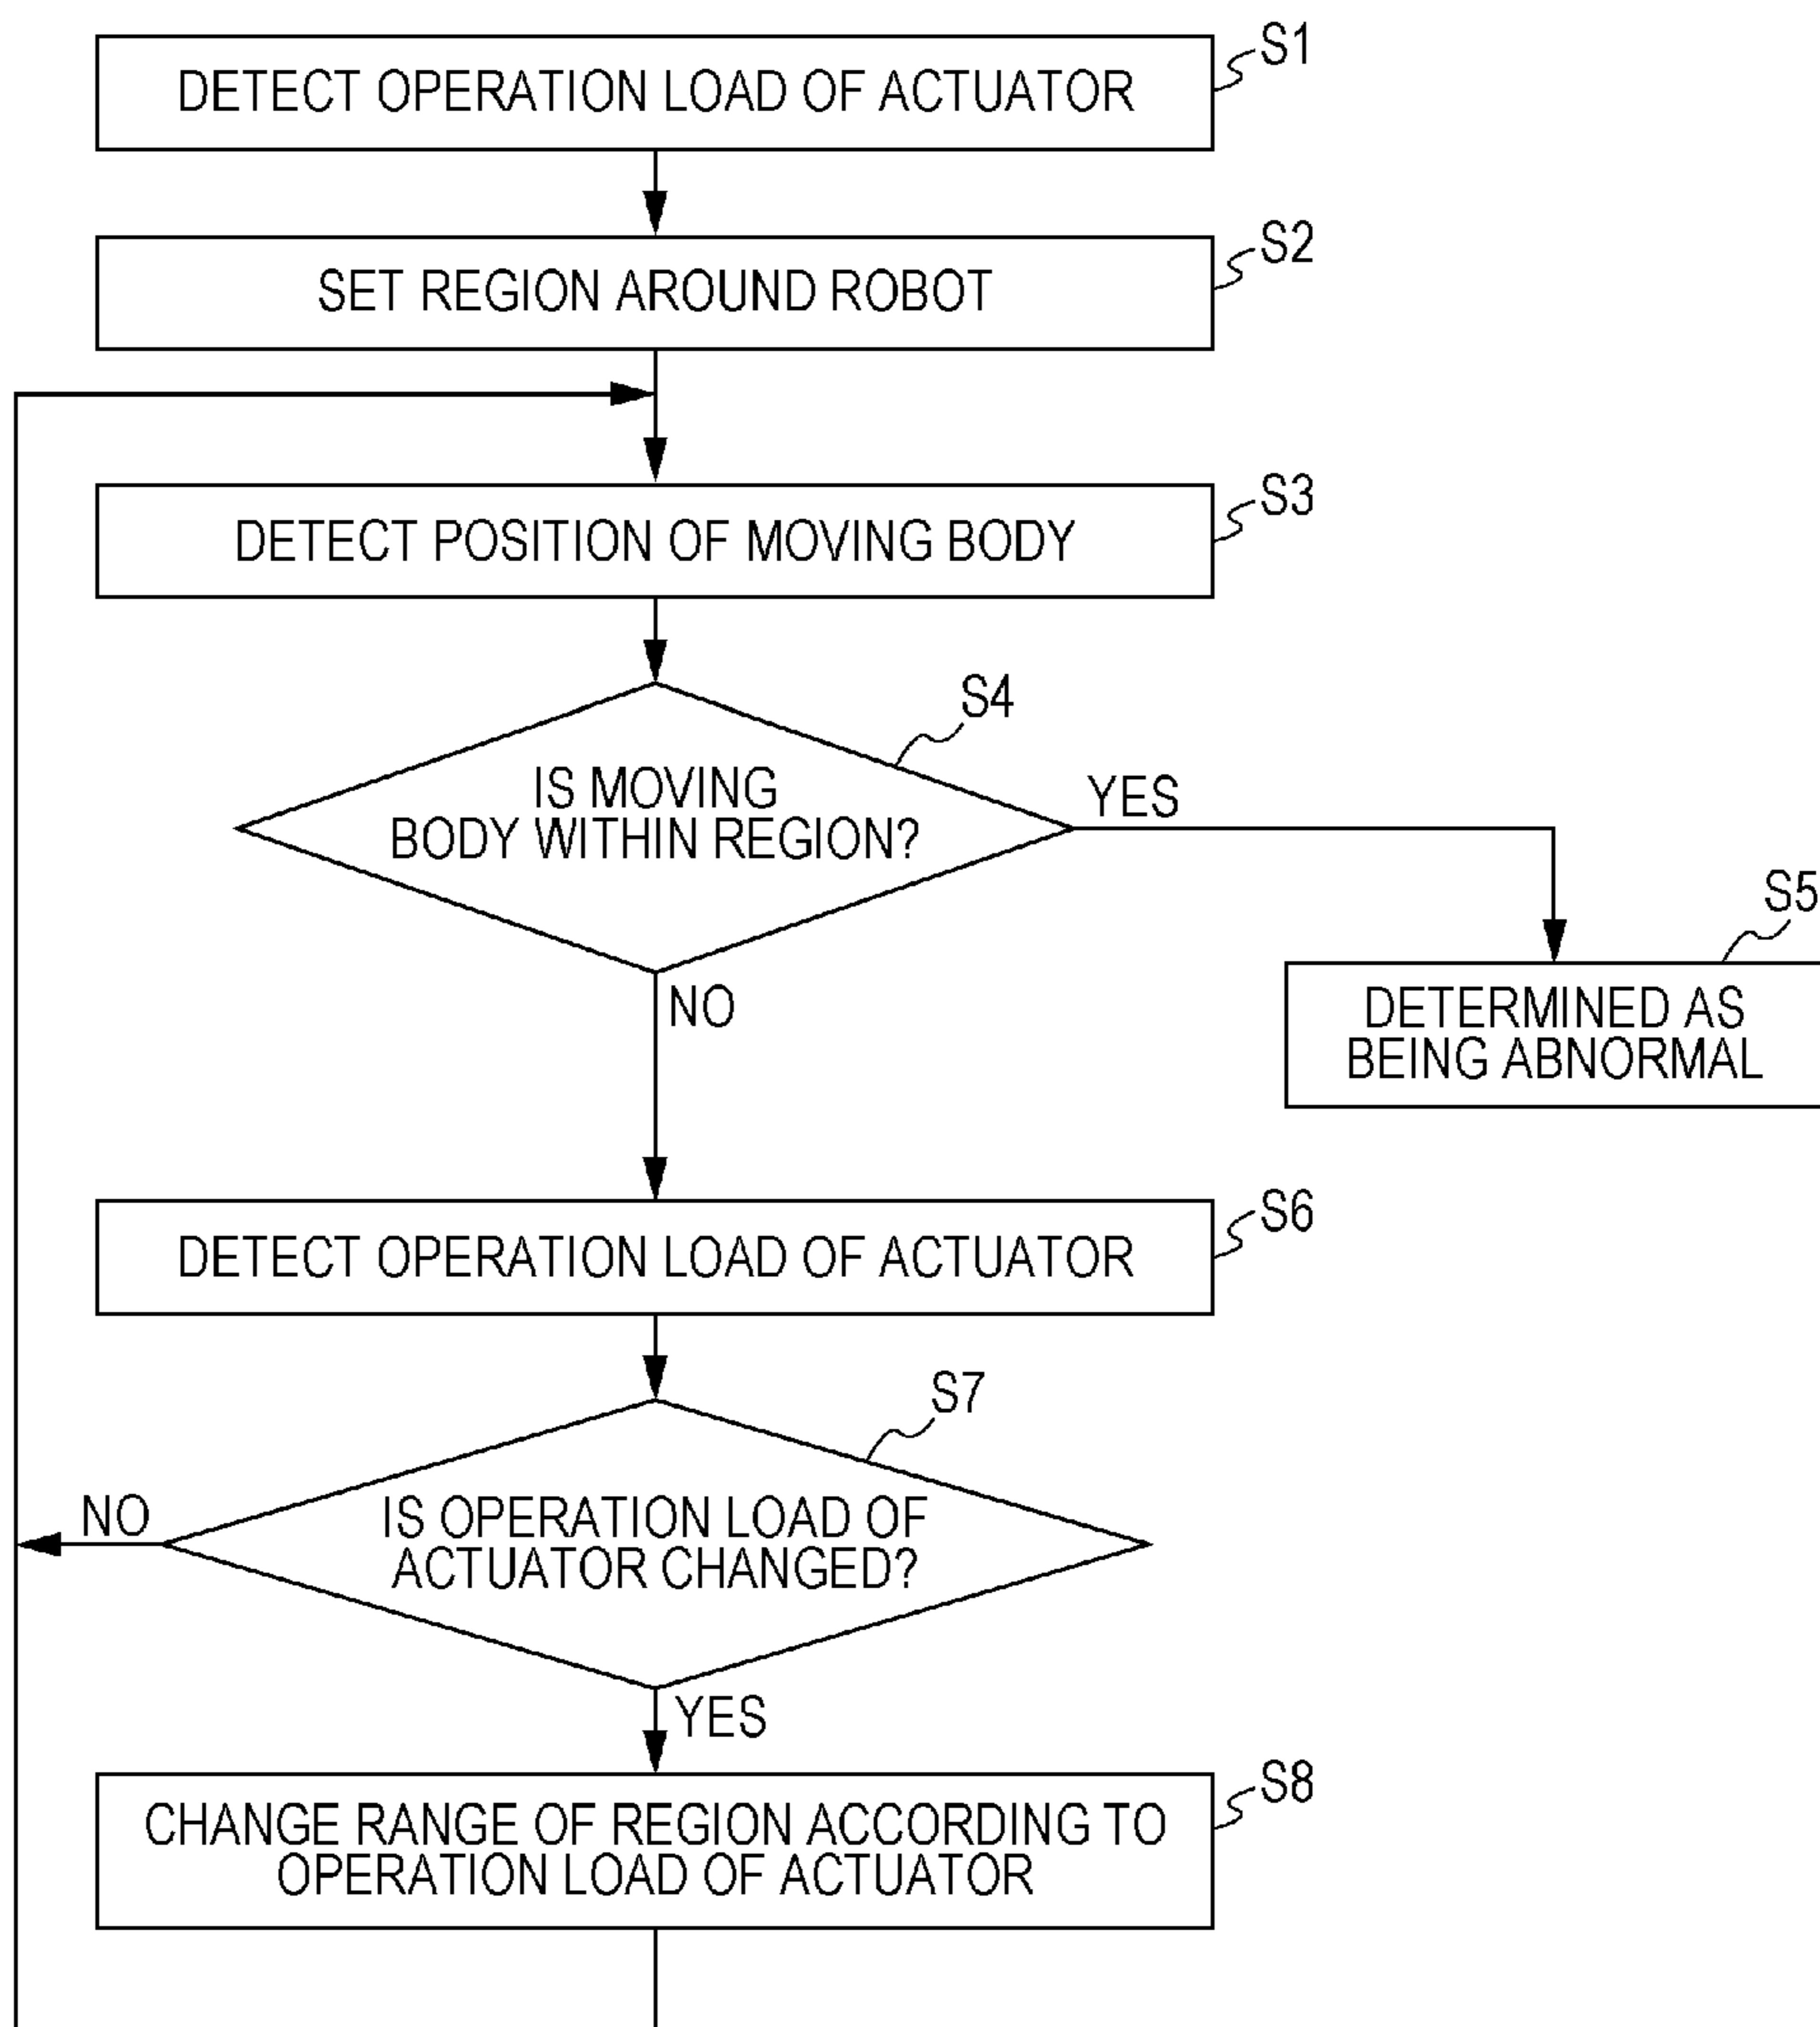 S1
DETECT OPERATION LOAD OF ACTUATOR
S2
SET REGION AROUND ROBOT
S3
DETECT POSITION OF MOVING BODY
S4
IS MOVING
BODY WITHIN REGION?
YES
S5
DETERMINED AS
BEING ABNORMAL
NO
S6
DETECT OPERATION LOAD OF ACTUATOR
S7
IS OPERATION LOAD OF
ACTUATOR CHANGED?
NO
YES
S8
CHANGE RANGE OF REGION ACCORDING TO
OPERATION LOAD OF ACTUATOR